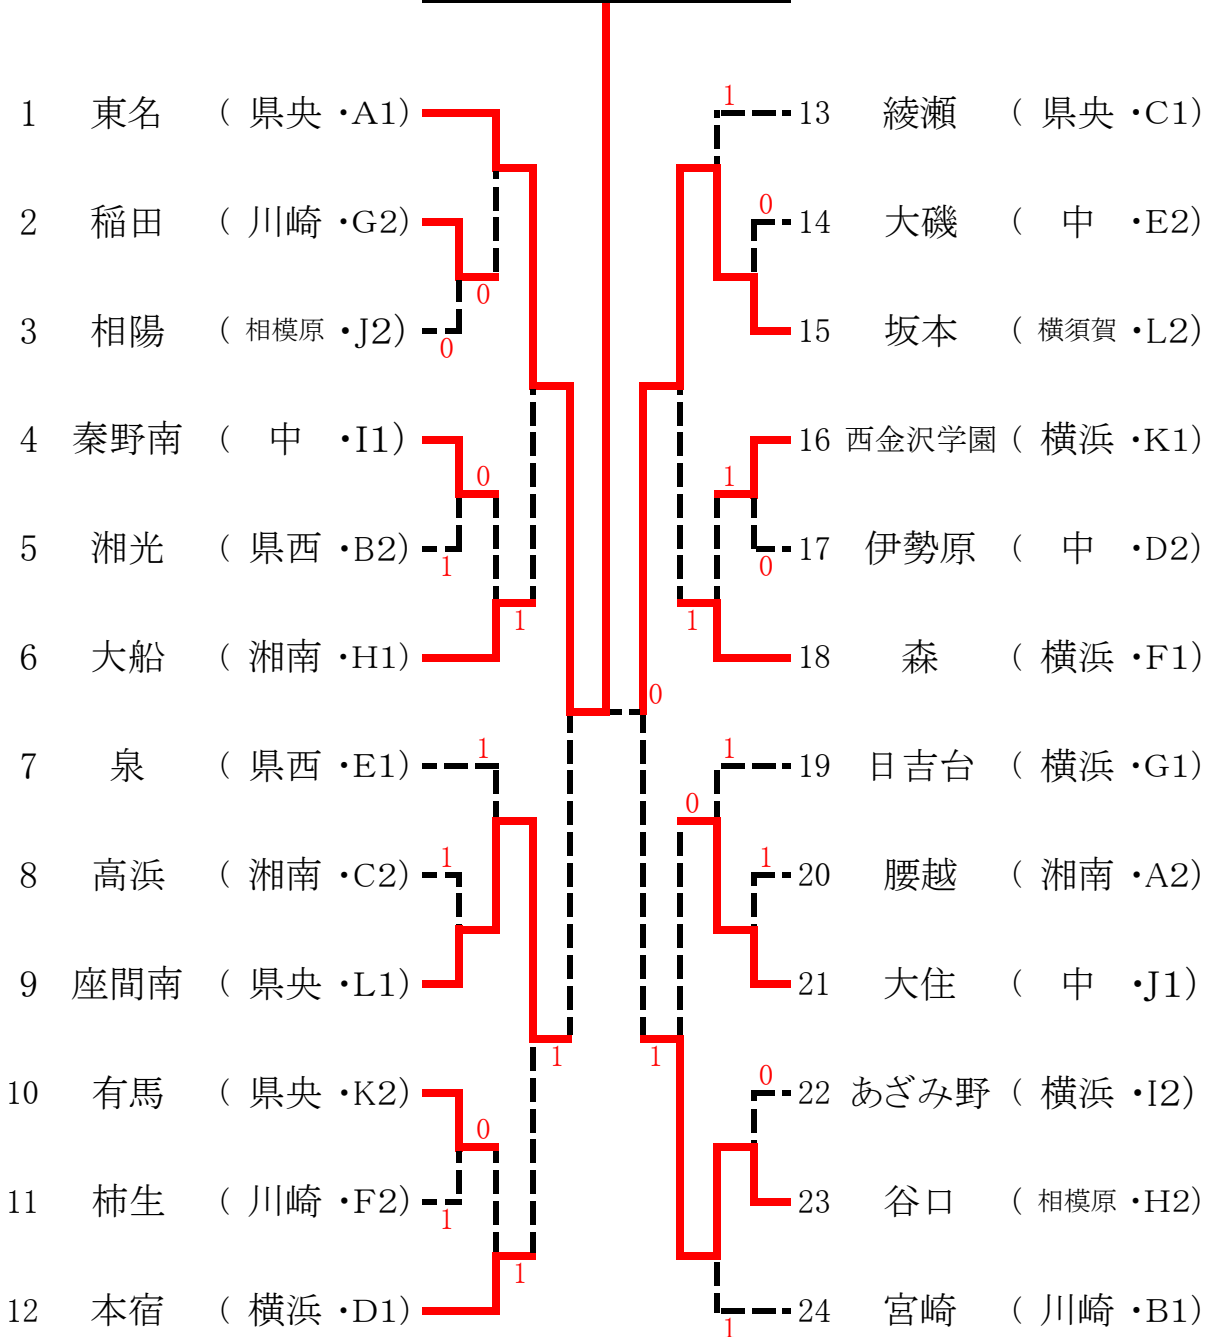 1 東名 ( 県央 ・A1)
2 稲田 ( 川崎 ・G2)
0
3 相陽 ( 相模原 ・J2)
0
4 秦野南 ( 中 ・I1)
0
5 湘光 ( 県西 ・B2)
1
1
6 大船 ( 湘南 ・H1)
7 泉 ( 県西 ・E1)
1
8 高浜 ( 湘南 ・C2)
1
9 座間南 ( 県央 ・L1)
1
10 有馬 ( 県央 ・K2)
0
11 柿生 ( 川崎 ・F2)
1
1
12 本宿 ( 横浜 ・D1)
0
1
13 綾瀬 ( 県央 ・C1)
0
14 大磯 ( 中 ・E2)
15 坂本 ( 横須賀 ・L2)
16 西金沢学園 ( 横浜 ・K1)
1
17 伊勢原 ( 中 ・D2)
0
1
18 森 ( 横浜 ・F1)
1
19 日吉台 ( 横浜 ・G1)
0
1
20 腰越 ( 湘南 ・A2)
21 大住 ( 中 ・J1)
1
0
22 あざみ野 ( 横浜 ・I2)
23 谷口 ( 相模原 ・H2)
24 宮崎 ( 川崎 ・B1)
1